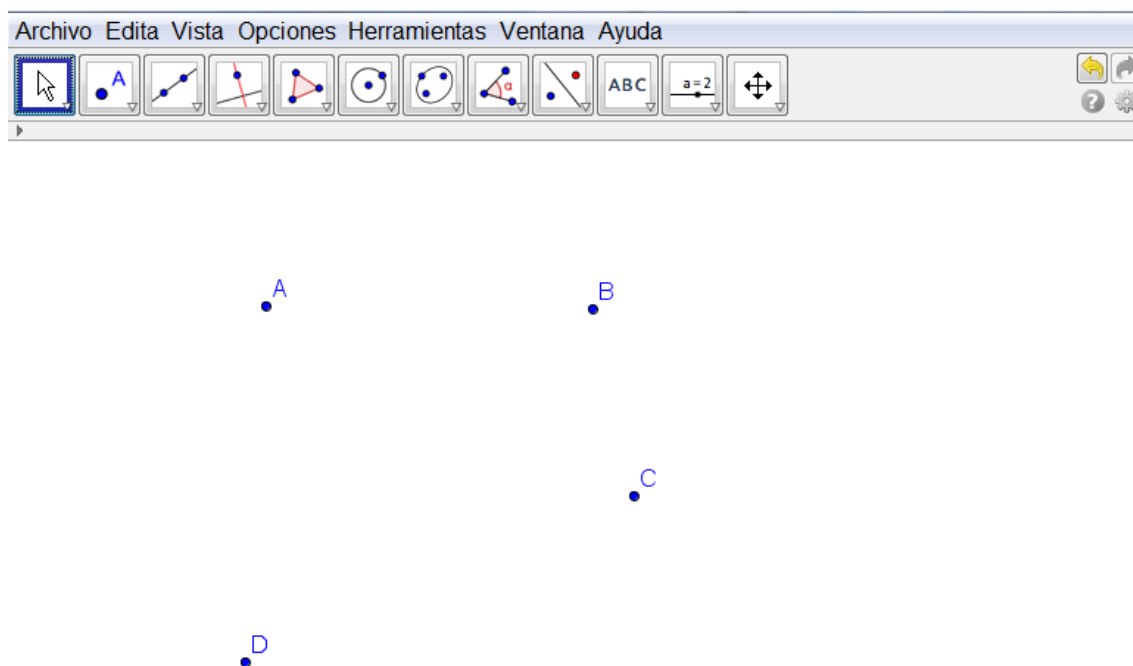 Archivo Edita Vista Opciones Herramientas Ventana Ayuda
A α ABC a=2 ?
A
B
C
D